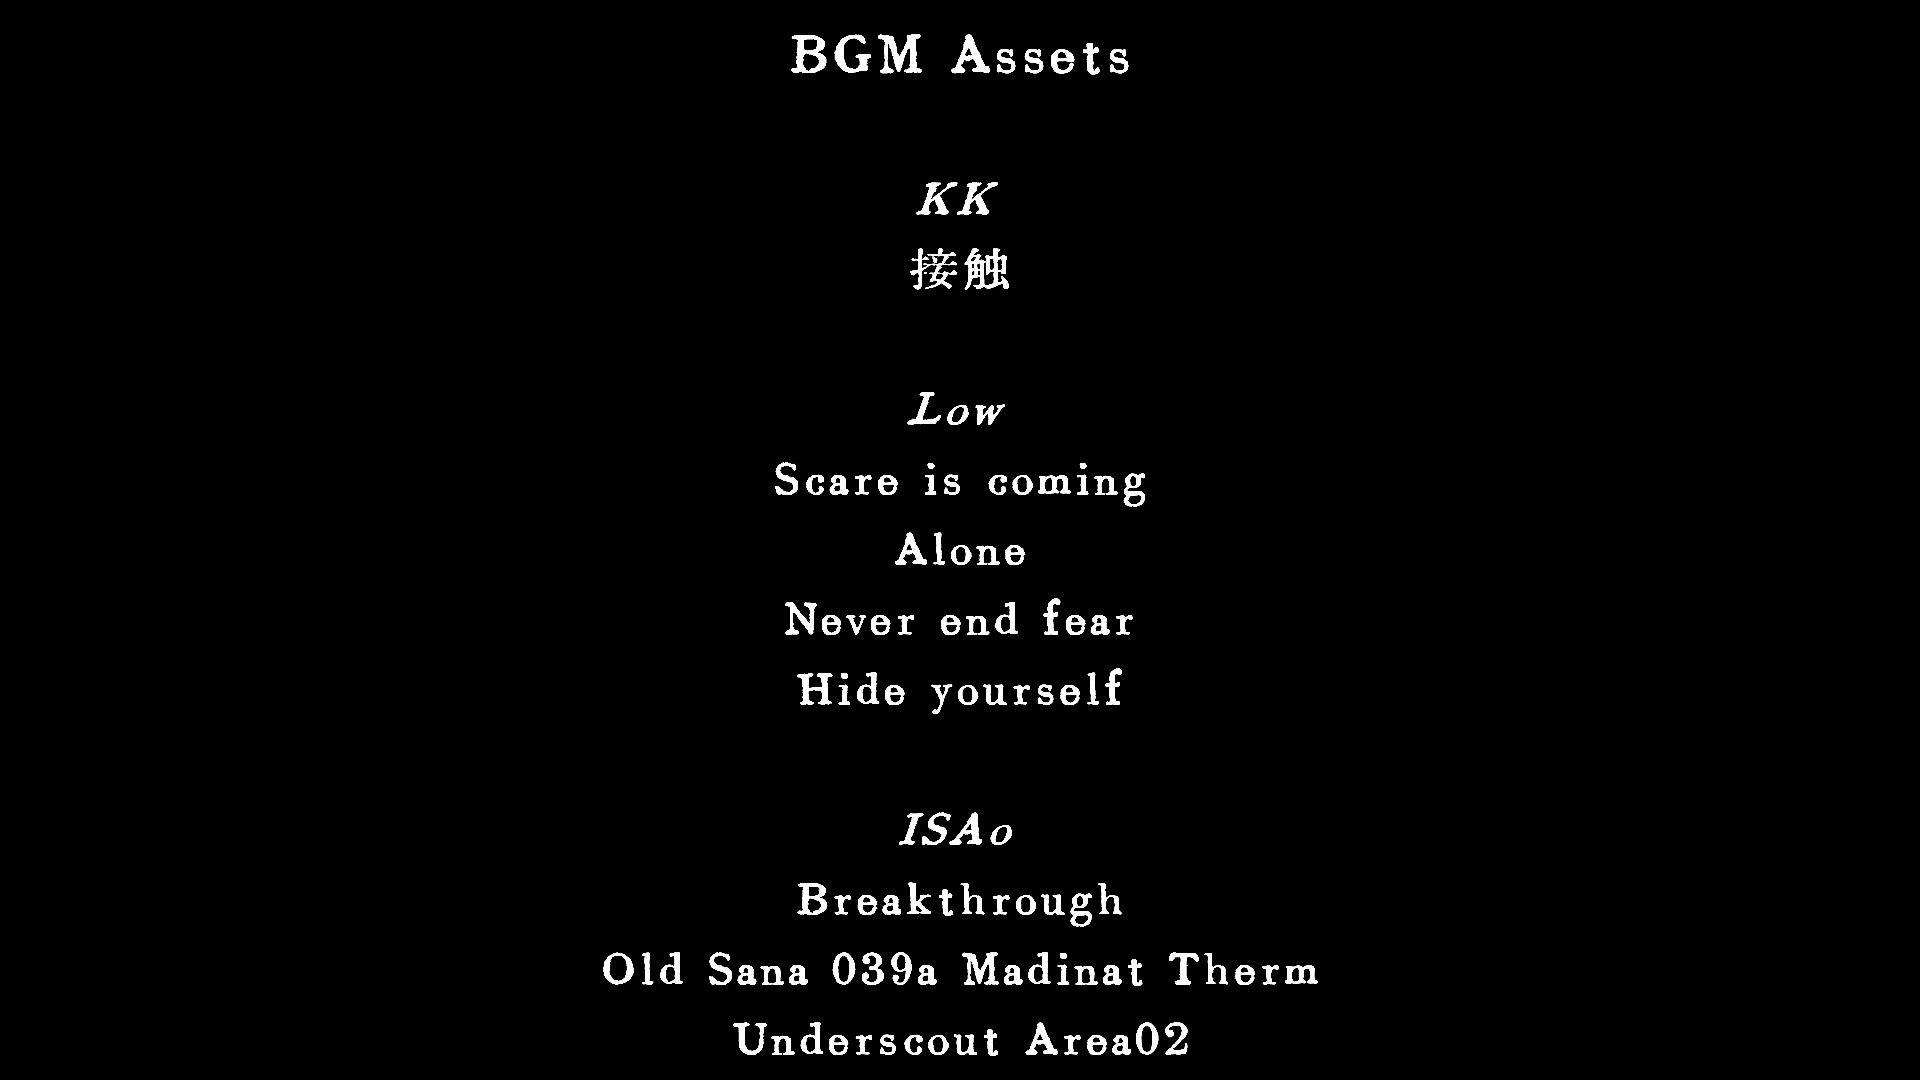 BGM Assets
KK
接触
Low
Scare is coming
Alone
Never end fear
Hide yourself
ISAo
Breakthrough
Old Sana 039a Madinat Therm
Underscout Area02